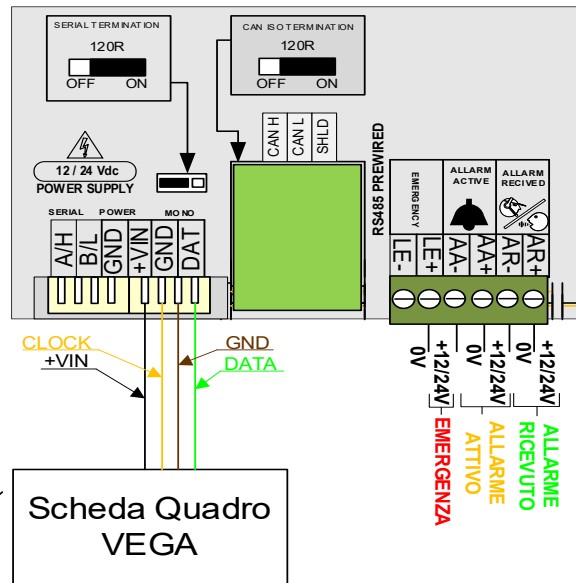 SERIAL TERMINATION
120R
OFF ON
CAN ISO TERMINATION
120R
OFF ON
CAN H
CAN L
SHLD
12 / 24 Vdc
POWER SUPPLY
SERIAL POWER MONO
A/H
B/L
GND
+VIN
GND
DAT
RS485 PREWIRED
EMERGENCY
ALLARM
ACTIVE
ALLARM
RECIVED
LE-
LE+
AA-
AA+
AR-
AR+
CLOCK
+VIN
GND
DATA
0V
+12/24V
0V
+12/24V
0V
+12/24V
EMERGENZA
ALLARME
ATTIVO
ALLARME
RICEVUTO
Scheda Quadro
VEGA